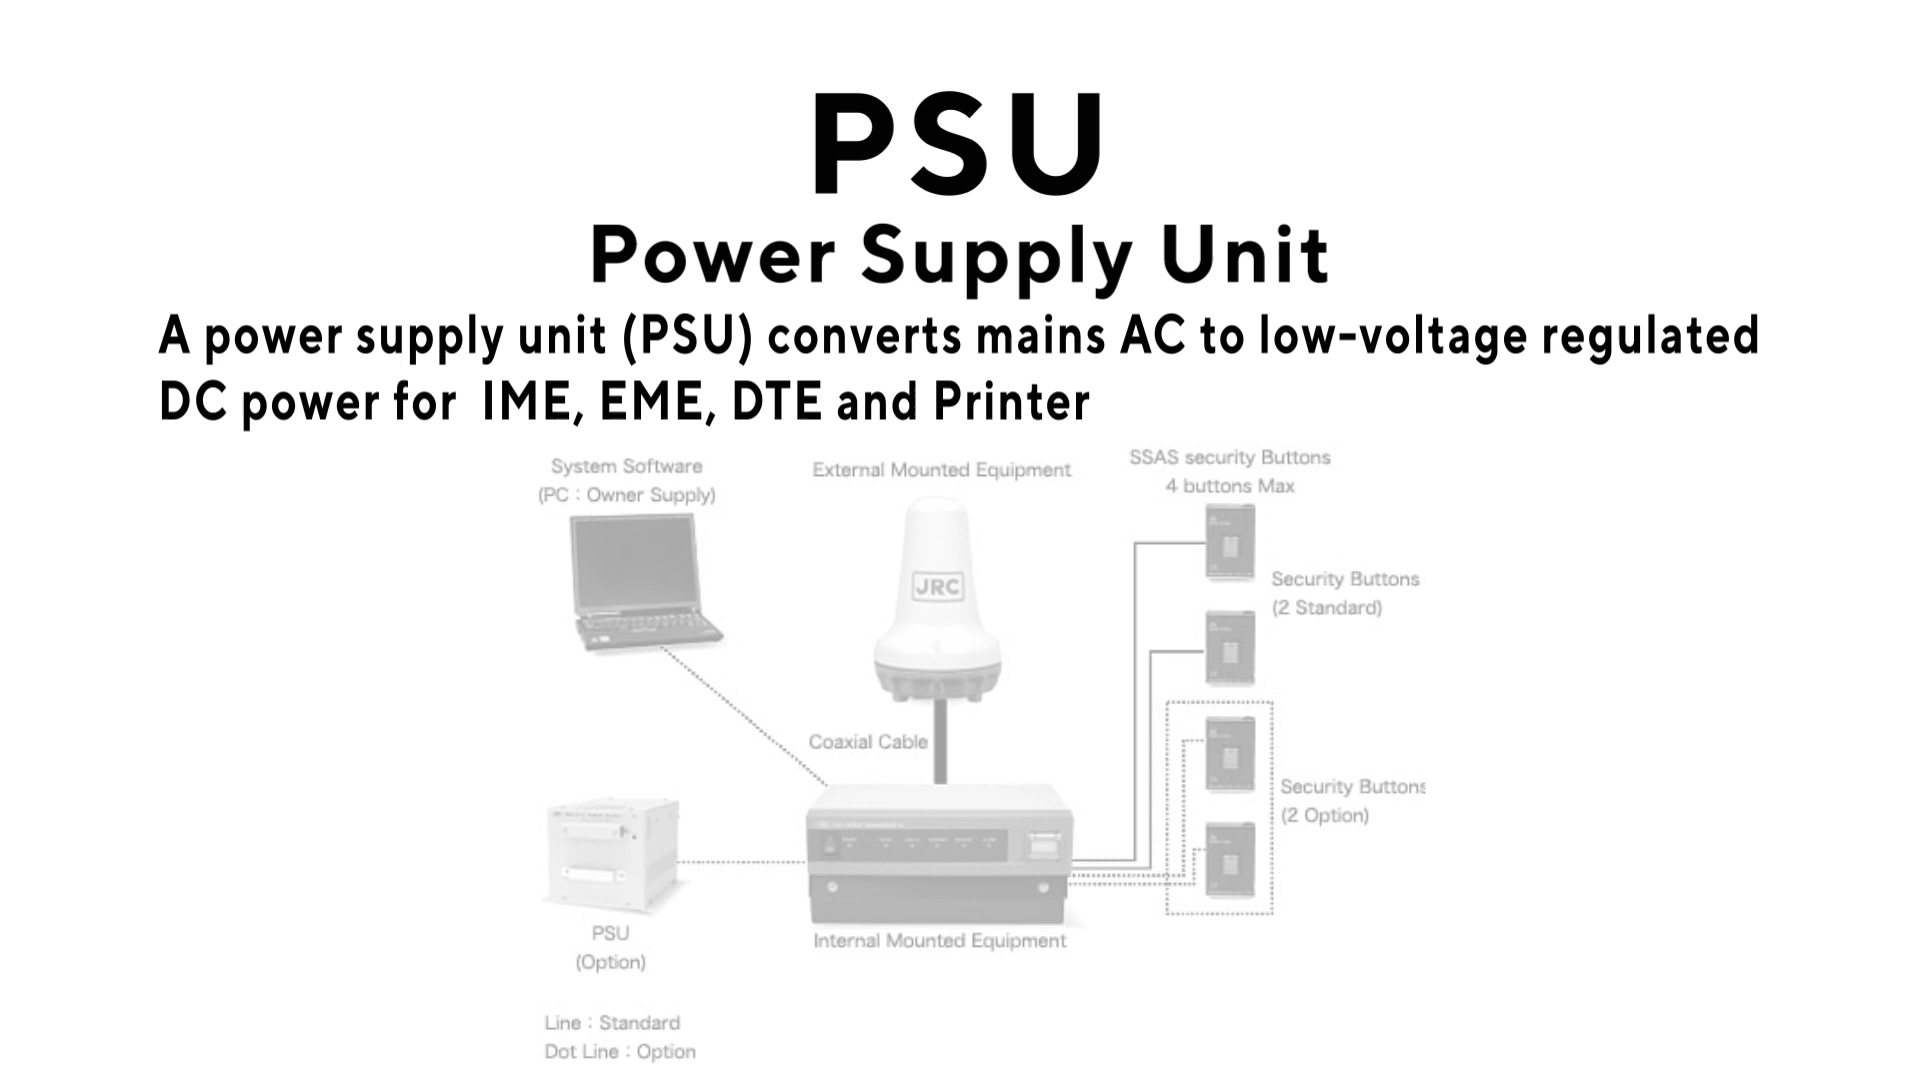 PSU
Power Supply Unit
A power supply unit (PSU) converts mains AC to low-voltage regulated
DC power for IME, EME, DTE and Printer
System Software
(PC : Owner Supply)
External Mounted Equipment
SSAS security Buttons
4 buttons Max
JRC
Security Buttons
(2 Standard)
Coaxial Cable
Security Buttons
(2 Option)
PSU
(Option)
Internal Mounted Equipment
Line : Standard
Dot Line : Option